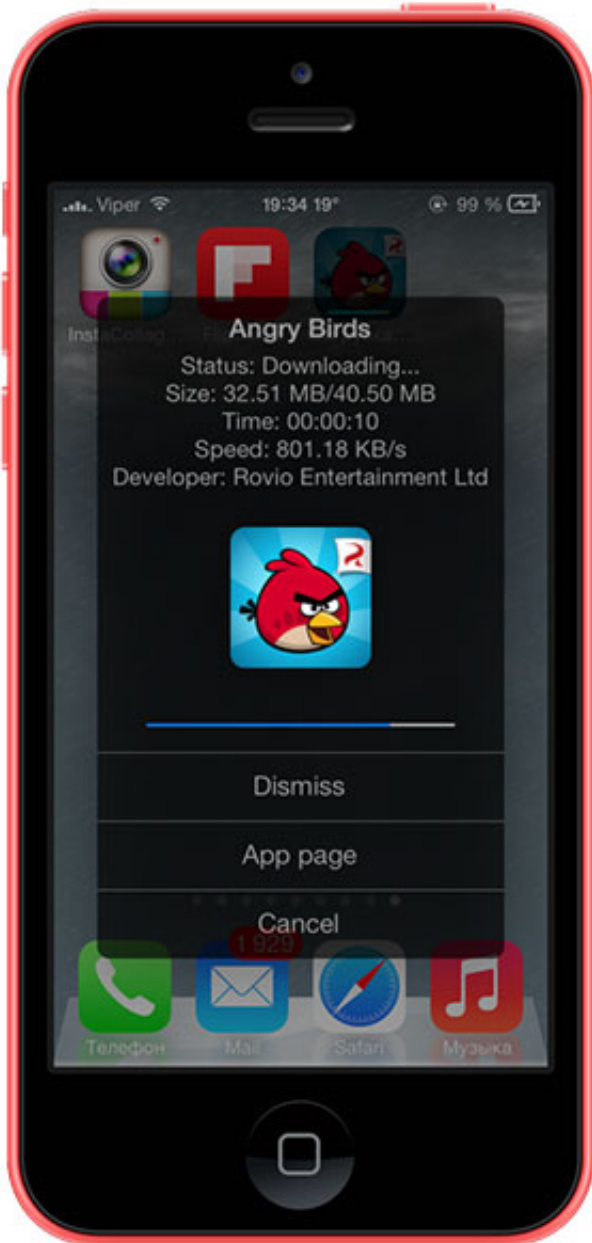 Viper 19:34 19° 99 %
InstaCollag...
Angry Birds
Status: Downloading...
Size: 32.51 MB/40.50 MB
Time: 00:00:10
Speed: 801.18 KB/s
Developer: Rovio Entertainment Ltd
Dismiss
App page
Cancel
1 929
Телефон Mail Safari Музыка